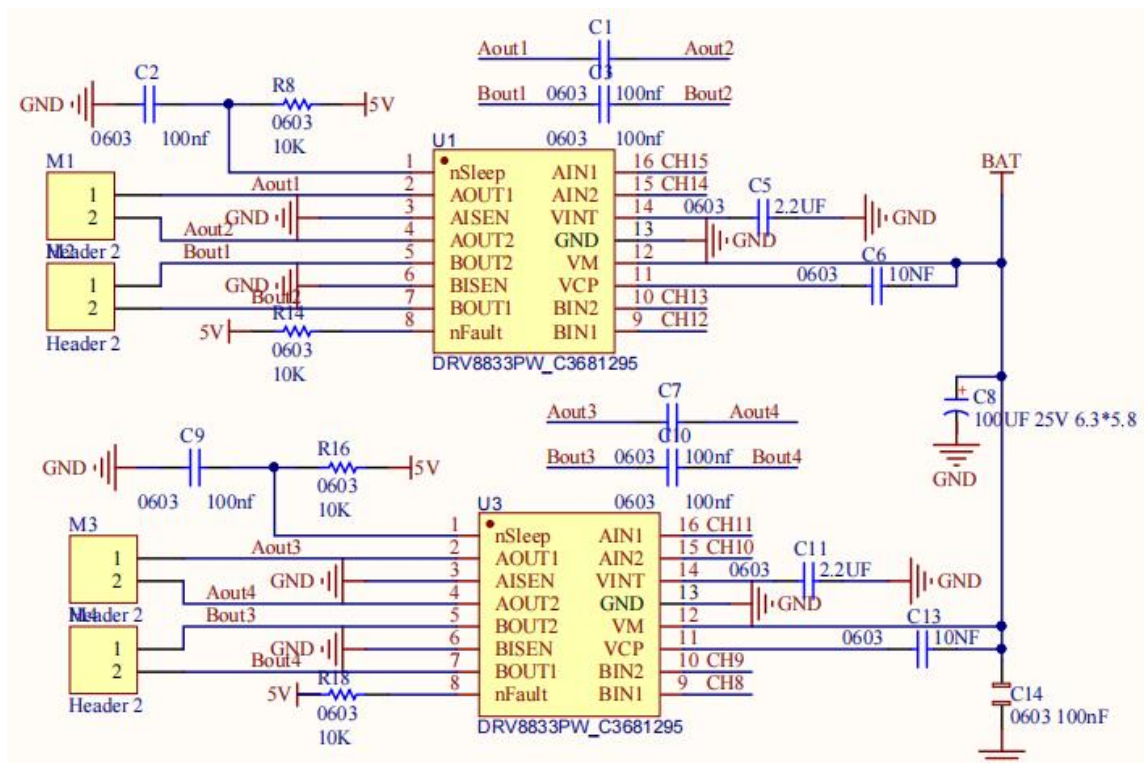 C1
Aout1 Aout2
C2
C3
R8
GND 5V
Bout1 0603 100nf Bout2
0603 100nf
0603
10K
0603 100nf
U1
M1
1 nSleep AIN1 16 CH15
1 Aout1 2 AOUT1 AIN2 15 CH14
C5
2 GND 3 AISEN VINT 14 0603 2.2UF GND
Aout2 4 AOUT2 GND 13 GND
BAT
M2
Header 2
Bout1 5 BOUT2 VM 12
C6
1 GND 6 BISEN VCP 11 0603 10NF
2 Bout2 7 BOUT1 BIN2 10 CH13
R14
5V 8 nFault BIN1 9 CH12
Header 2
0603
10K
DRV8833PW_C3681295
C7
Aout3 Aout4
+ C8
100UF 25V 6.3*5.8
GND
C9
C10
R16
GND 5V
Bout3 0603 100nf Bout4
0603 100nf
0603
10K
0603 100nf
U3
M3
1 nSleep AIN1 16 CH11
1 Aout3 2 AOUT1 AIN2 15 CH10
C11
2 GND 3 AISEN VINT 14 0603 2.2UF GND
Aout4 4 AOUT2 GND 13 GND
M4
Header 2
Bout3 5 BOUT2 VM 12
C13
1 GND 6 BISEN VCP 11 0603 10NF
2 Bout4 7 BOUT1 BIN2 10 CH9
R18
5V 8 nFault BIN1 9 CH8
Header 2
0603
10K
DRV8833PW_C3681295
C14
0603 100nF